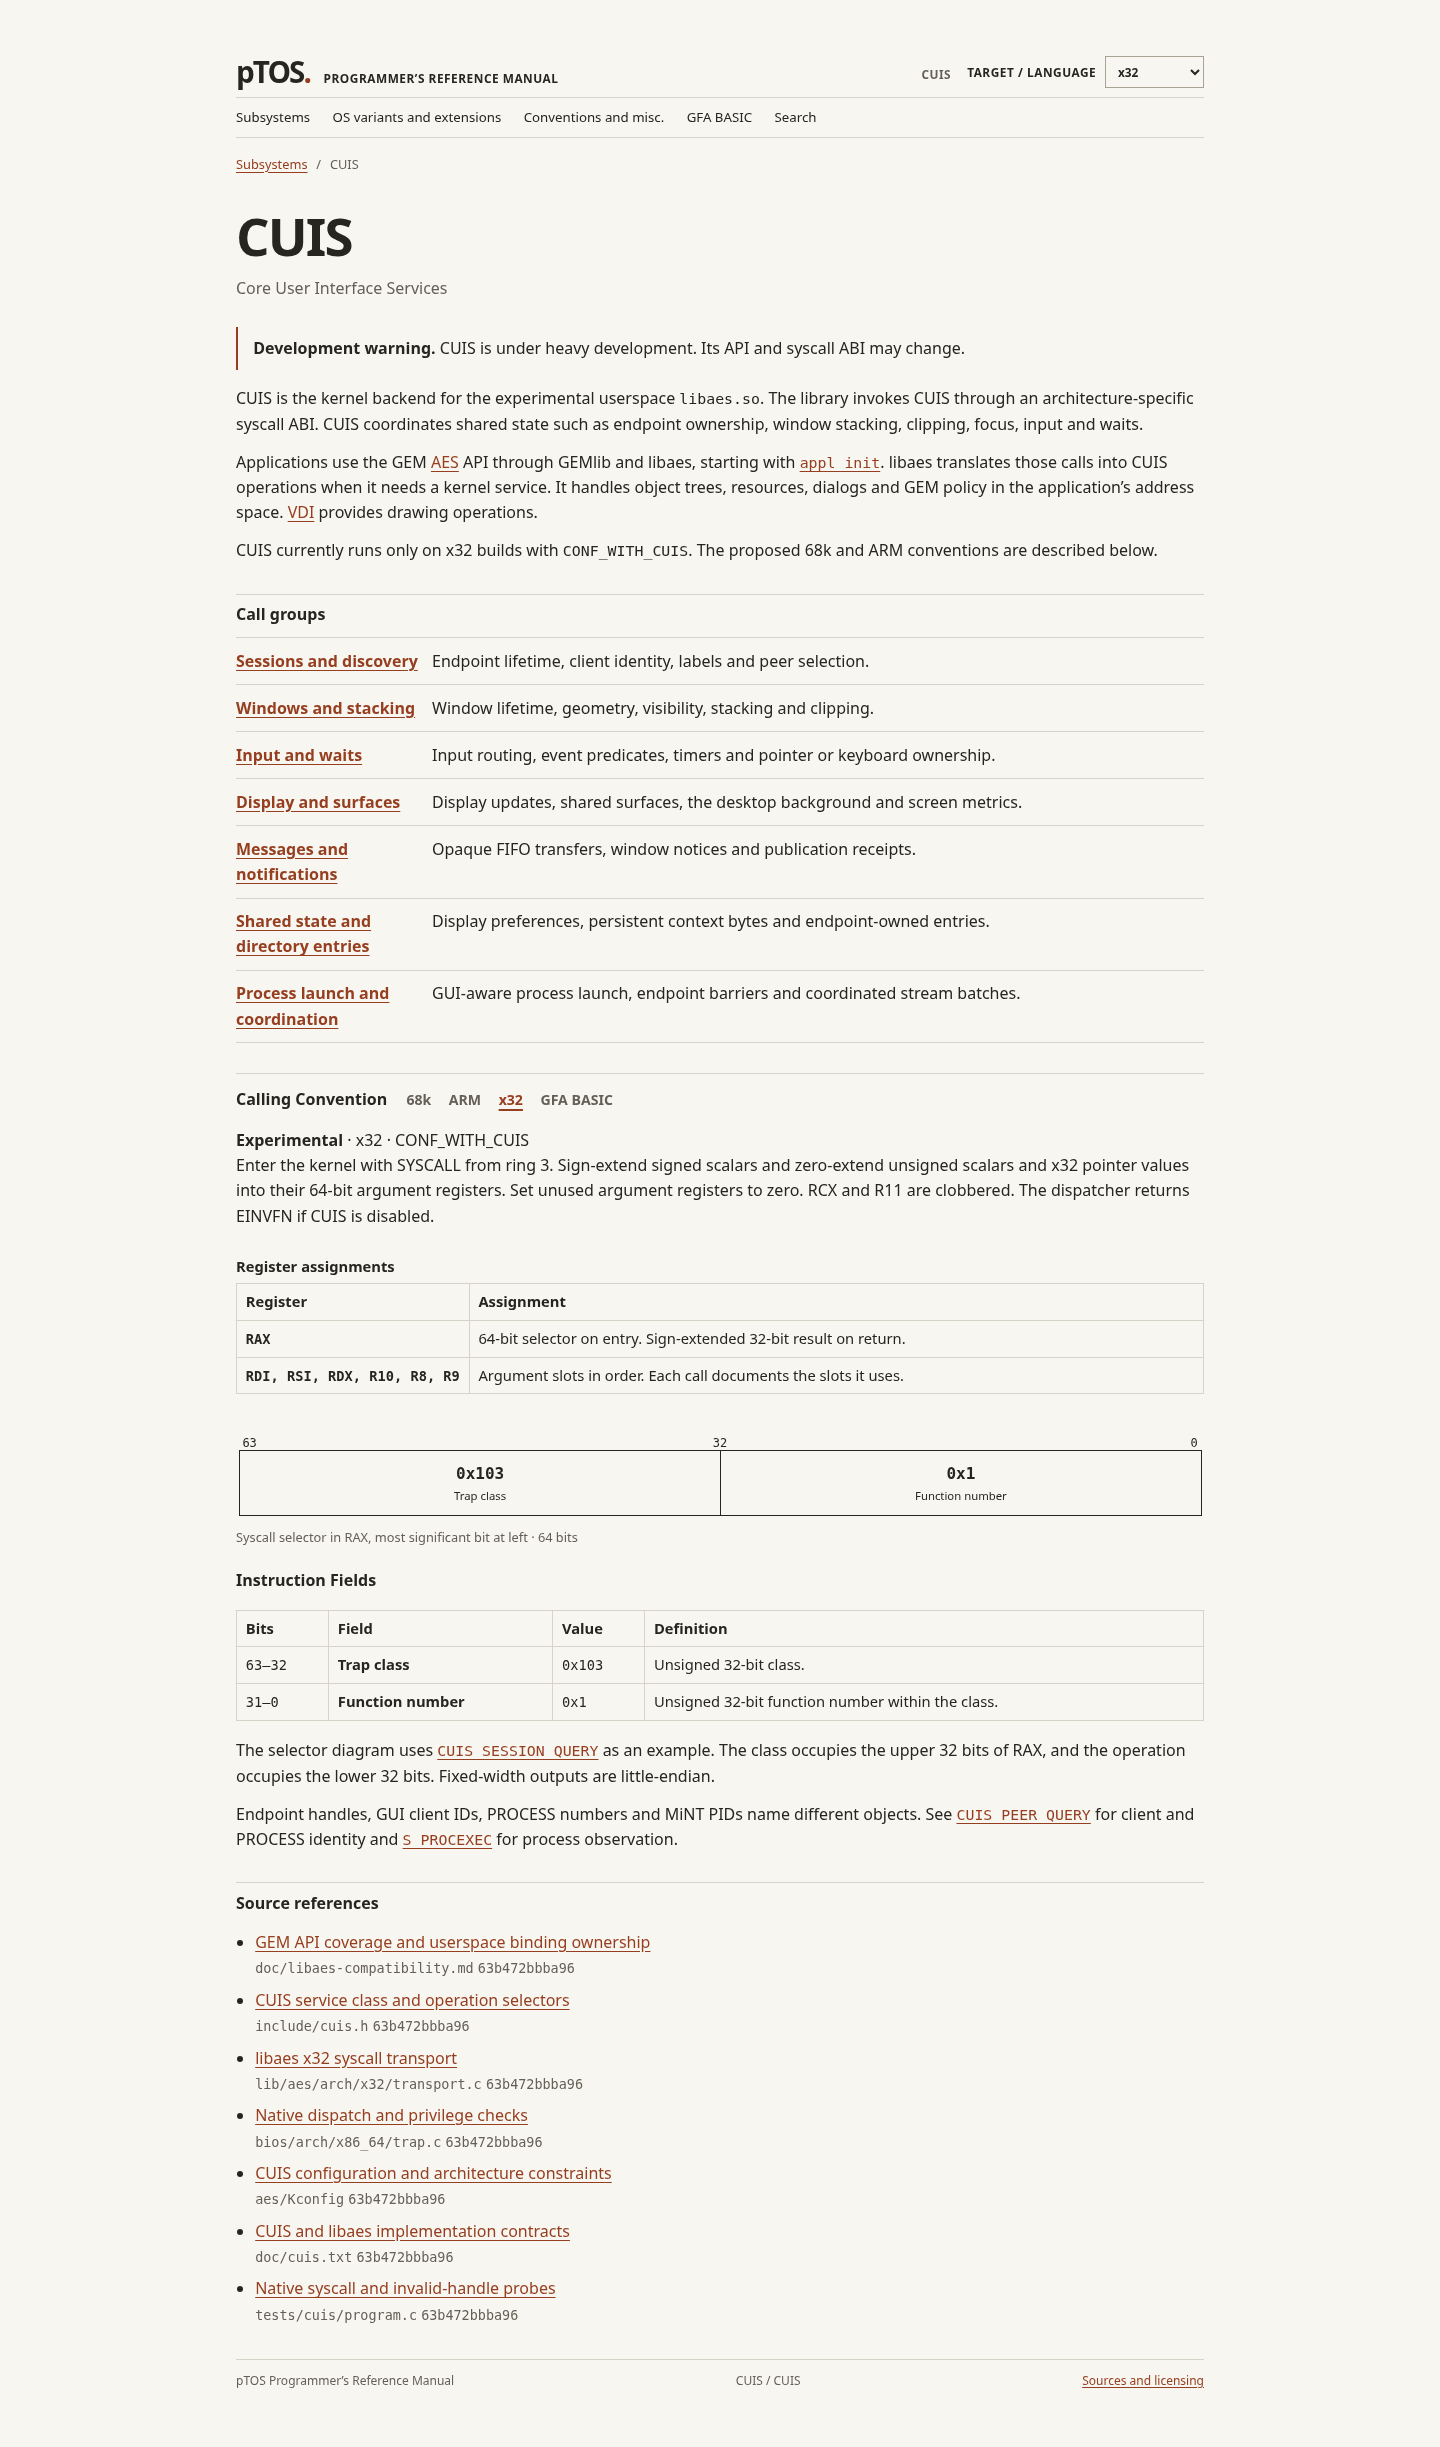 pTOS. PROGRAMMER’S REFERENCE MANUAL CUIS TARGET / LANGUAGE x32
Subsystems OS variants and extensions Conventions and misc. GFA BASIC Search
Subsystems / CUIS
CUIS
Core User Interface Services
Development warning. CUIS is under heavy development. Its API and syscall ABI may change.
CUIS is the kernel backend for the experimental userspace libaes.so. The library invokes CUIS through an architecture-specific
syscall ABI. CUIS coordinates shared state such as endpoint ownership, window stacking, clipping, focus, input and waits.
Applications use the GEM AES API through GEMlib and libaes, starting with appl_init. libaes translates those calls into CUIS
operations when it needs a kernel service. It handles object trees, resources, dialogs and GEM policy in the application’s address
space. VDI provides drawing operations.
CUIS currently runs only on x32 builds with CONF_WITH_CUIS. The proposed 68k and ARM conventions are described below.
Call groups
Sessions and discovery Endpoint lifetime, client identity, labels and peer selection.
Windows and stacking Window lifetime, geometry, visibility, stacking and clipping.
Input and waits Input routing, event predicates, timers and pointer or keyboard ownership.
Display and surfaces Display updates, shared surfaces, the desktop background and screen metrics.
Messages and Opaque FIFO transfers, window notices and publication receipts.
notifications
Shared state and Display preferences, persistent context bytes and endpoint-owned entries.
directory entries
Process launch and GUI-aware process launch, endpoint barriers and coordinated stream batches.
coordination
Calling Convention 68k ARM x32 GFA BASIC
Experimental · x32 · CONF_WITH_CUIS
Enter the kernel with SYSCALL from ring 3. Sign-extend signed scalars and zero-extend unsigned scalars and x32 pointer values
into their 64-bit argument registers. Set unused argument registers to zero. RCX and R11 are clobbered. The dispatcher returns
EINVFN if CUIS is disabled.
Register assignments
Register Assignment
RAX 64-bit selector on entry. Sign-extended 32-bit result on return.
RDI, RSI, RDX, R10, R8, R9 Argument slots in order. Each call documents the slots it uses.
63 32 0
0x103 0x1
Trap class Function number
Syscall selector in RAX, most significant bit at left · 64 bits
Instruction Fields
Bits Field Value Definition
63–32 Trap class 0x103 Unsigned 32-bit class.
31–0 Function number 0x1 Unsigned 32-bit function number within the class.
The selector diagram uses CUIS_SESSION_QUERY as an example. The class occupies the upper 32 bits of RAX, and the operation
occupies the lower 32 bits. Fixed-width outputs are little-endian.
Endpoint handles, GUI client IDs, PROCESS numbers and MiNT PIDs name different objects. See CUIS_PEER_QUERY for client and
PROCESS identity and S_PROCEXEC for process observation.
Source references
GEM API coverage and userspace binding ownership
doc/libaes-compatibility.md 63b472bbba96
CUIS service class and operation selectors
include/cuis.h 63b472bbba96
libaes x32 syscall transport
lib/aes/arch/x32/transport.c 63b472bbba96
Native dispatch and privilege checks
bios/arch/x86_64/trap.c 63b472bbba96
CUIS configuration and architecture constraints
aes/Kconfig 63b472bbba96
CUIS and libaes implementation contracts
doc/cuis.txt 63b472bbba96
Native syscall and invalid-handle probes
tests/cuis/program.c 63b472bbba96
pTOS Programmer’s Reference Manual CUIS / CUIS Sources and licensing